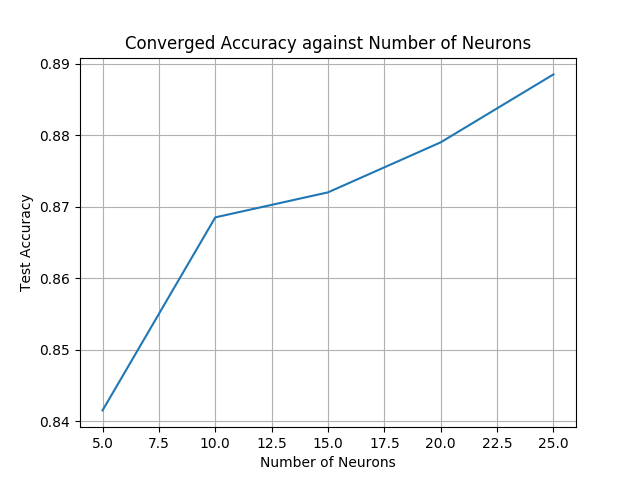 Converged Accuracy against Number of Neurons
0.89
0.88
0.87
0.86
0.85
0.84
Test Accuracy
5.0 7.5 10.0 12.5 15.0 17.5 20.0 22.5 25.0
Number of Neurons